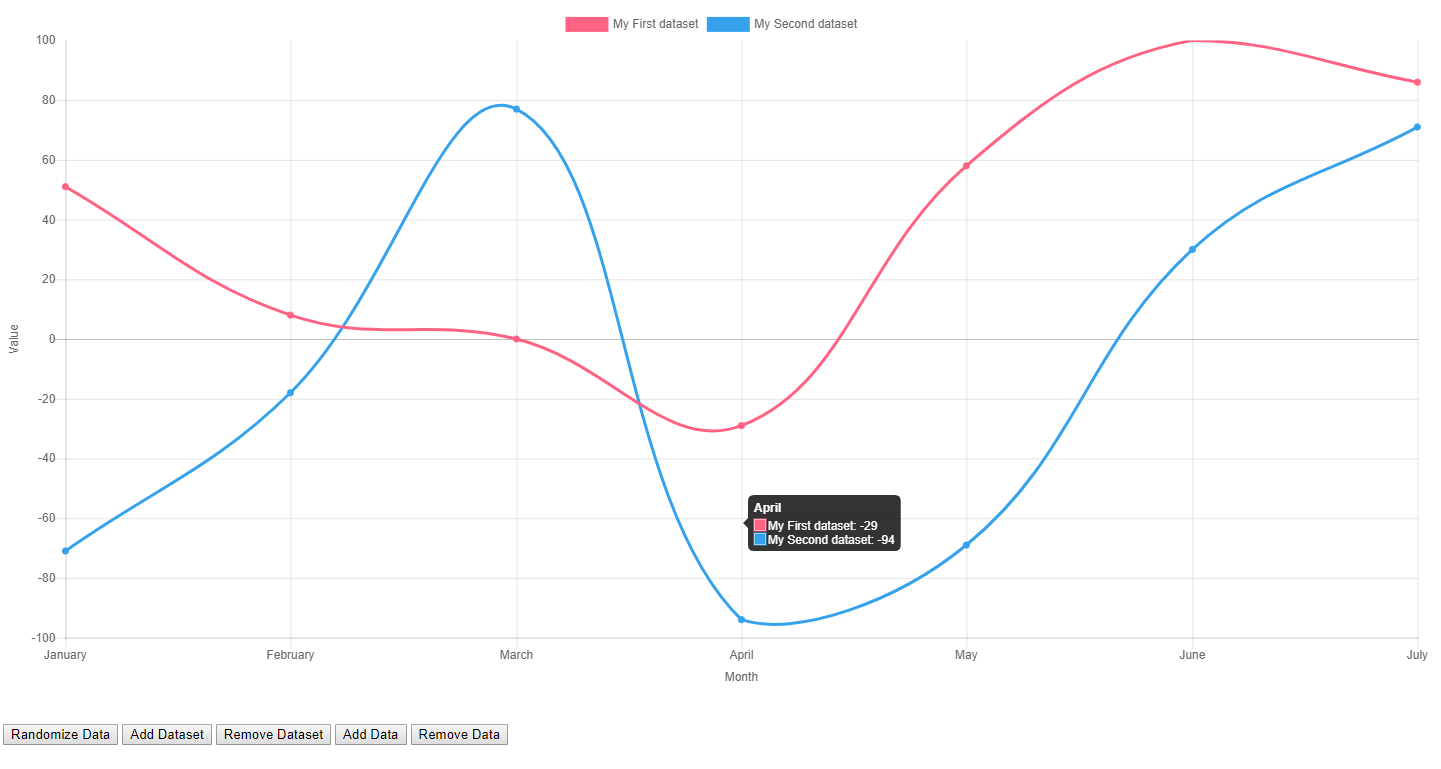 My First dataset My Second dataset
100
80
60
40
20
0
-20
-40
-60
-80
-100
Value
April
My First dataset: -29
My Second dataset: -94
January February March April May June July
Month
Randomize Data Add Dataset Remove Dataset Add Data Remove Data